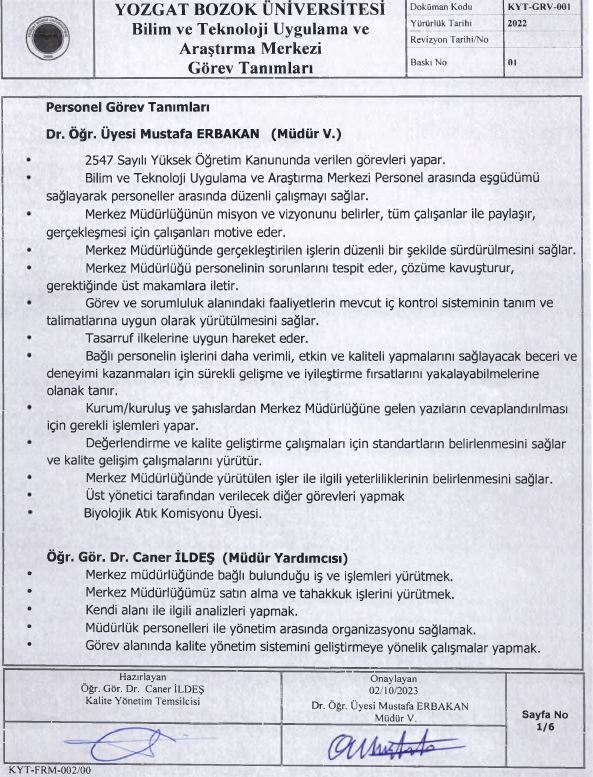 YOZGAT BOZOK ÜNİVERSİTESİ
Bilim ve Teknoloji Uygulama ve
Araştırma Merkezi
Görev Tanımları
Doküman Kodu KYT-GRV-001
Yürürlük Tarihi 2022
Revizyon Tarihi/No
Baskı No 01
Personel Görev Tanımları
Dr. Öğr. Üyesi Mustafa ERBAKAN (Müdür V.)
• 2547 Sayılı Yüksek Öğretim Kanununda verilen görevleri yapar.
• Bilim ve Teknoloji Uygulama ve Araştırma Merkezi Personel arasında eşgüdümü
sağlayarak personeller arasında düzenli çalışmayı sağlar.
• Merkez Müdürlüğünün misyon ve vizyonunu belirler, tüm çalışanlar ile paylaşır,
gerçekleşmesi için çalışanları motive eder.
• Merkez Müdürlüğünde gerçekleştirilen işlerin düzenli bir şekilde sürdürülmesini sağlar.
• Merkez Müdürlüğü personelinin sorunlarını tespit eder, çözüme kavuşturur,
gerektiğinde üst makamlara iletir.
• Görev ve sorumluluk alanındaki faaliyetlerin mevcut iç kontrol sisteminin tanım ve
talimatlarına uygun olarak yürütülmesini sağlar.
• Tasarruf ilkelerine uygun hareket eder.
• Bağlı personelin işlerini daha verimli, etkin ve kaliteli yapmalarını sağlayacak beceri ve
deneyimi kazanmaları için sürekli gelişme ve iyileştirme fırsatlarını yakalayabilmelerine
olanak tanır.
• Kurum/kuruluş ve şahıslardan Merkez Müdürlüğüne gelen yazıların cevaplandırılması
için gerekli işlemleri yapar.
• Değerlendirme ve kalite geliştirme çalışmaları için standartların belirlenmesini sağlar
ve kalite gelişim çalışmalarını yürütür.
• Merkez Müdürlüğünde yürütülen işler ile ilgili yeterliliklerinin belirlenmesini sağlar.
• Üst yönetici tarafından verilecek diğer görevleri yapmak
• Biyolojik Atık Komisyonu Üyesi.
Öğr. Gör. Dr. Caner İLDEŞ (Müdür Yardımcısı)
• Merkez müdürlüğünde bağlı bulunduğu iş ve işlemleri yürütmek.
• Merkez Müdürlüğümüz satın alma ve tahakkuk işlerini yürütmek.
• Kendi alanı ile ilgili analizleri yapmak.
• Müdürlük personelleri ile yönetim arasında organizasyonu sağlamak.
• Görev alanında kalite yönetim sistemini geliştirmeye yönelik çalışmalar yapmak.
Hazırlayan
Öğr. Gör. Dr. Caner İLDEŞ
Kalite Yönetim Temsilcisi
Onaylayan
02/10/2023
Dr. Öğr. Üyesi Mustafa ERBAKAN
Müdür V.
Sayfa No
1/6
KYT-FRM-002/00